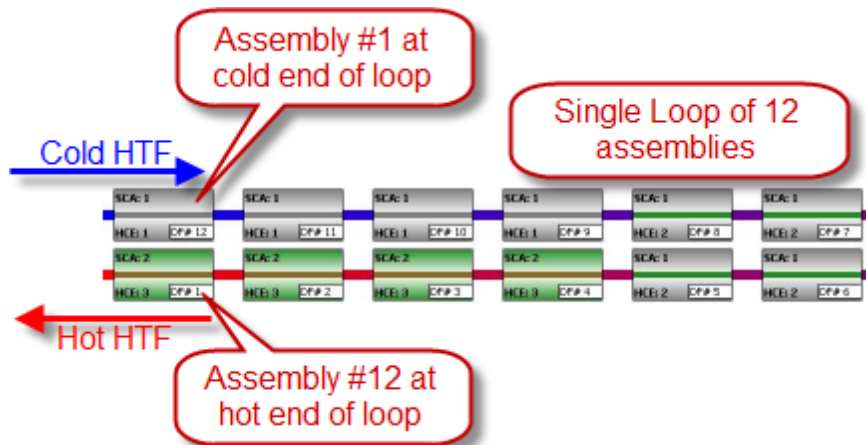 Assembly #1 at
cold end of loop
Single Loop of 12
assemblies
Cold HTF
SCA: 1 SCA: 1 SCA: 1 SCA: 1 SCA: 1 SCA: 1
HCE: 1 DF# 12 HCE: 1 DF# 11 HCE: 1 DF# 10 HCE: 1 DF# 9 HCE: 2 DF# 8 HCE: 2 DF# 7
SCA: 2 SCA: 2 SCA: 2 SCA: 2 SCA: 1 SCA: 1
HCE: 3 DF# 1 HCE: 3 DF# 2 HCE: 3 DF# 3 HCE: 3 DF# 4 HCE: 2 DF# 5 HCE: 2 DF# 6
Hot HTF
Assembly #12 at
hot end of loop